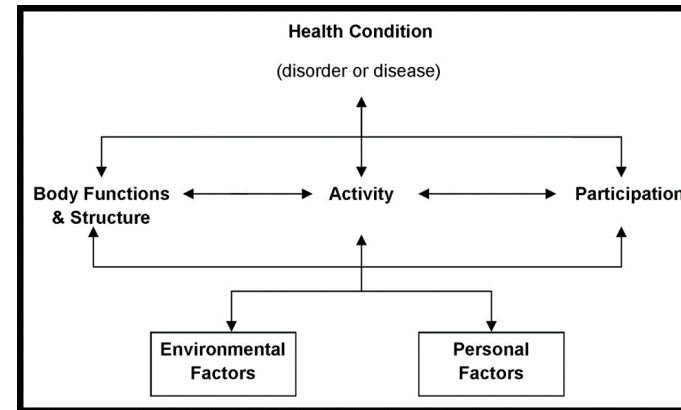 Health Condition
(disorder or disease)
Body Functions
& Structure
Activity
Participation
Environmental
Factors
Personal
Factors